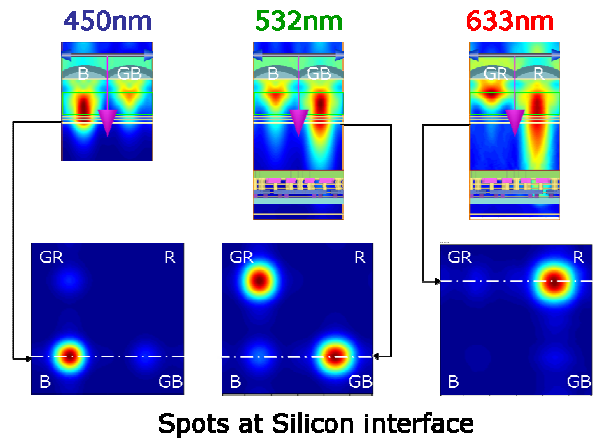 450nm 532nm 633nm
B GB B GB GR R
GR R GR R GR R
B GB B GB B GB
Spots at Silicon interface